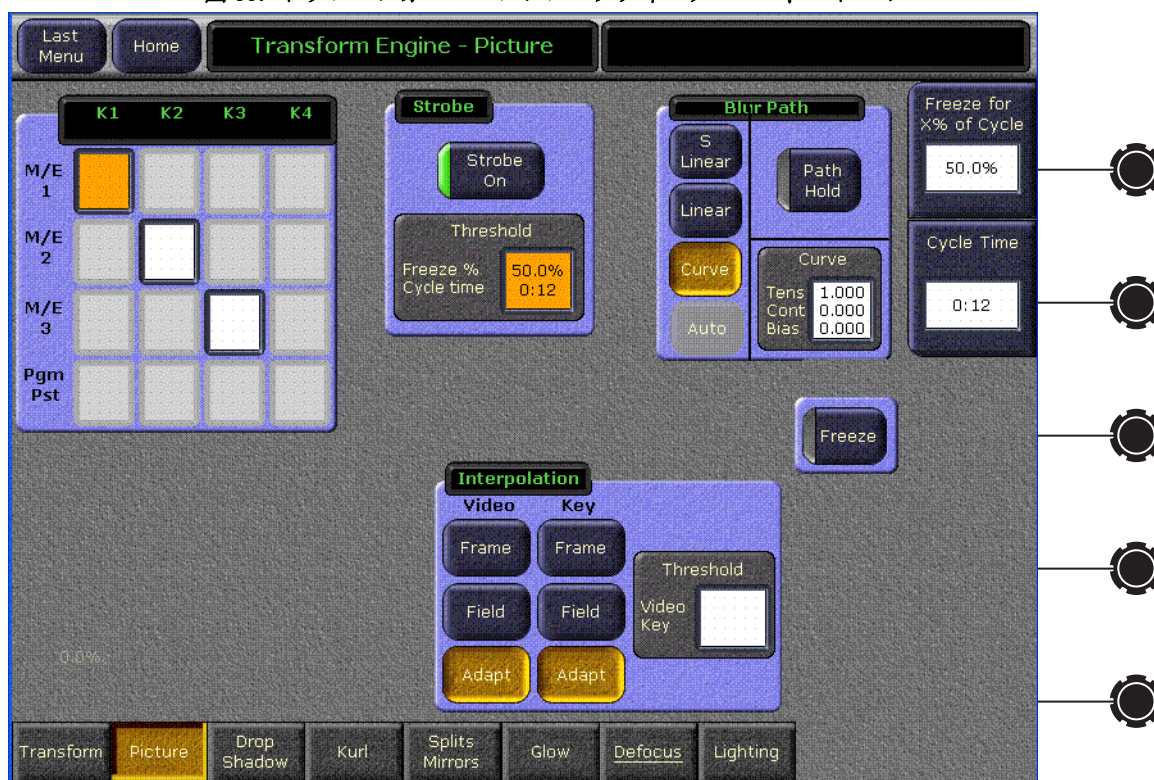 Last
Menu
Home
Transform Engine - Picture
K1 K2 K3 K4
M/E
1
M/E
2
M/E
3
Pgm
Pst
Strobe
Strobe
On
Threshold
Freeze % 50.0%
Cycle time 0:12
Blur Path
S
Linear
Linear
Curve
Auto
Path
Hold
Curve
Tens 1.000
Cont 0.000
Bias 0.000
Freeze for
X% of Cycle
50.0%
Cycle Time
0:12
Freeze
Interpolation
Video Key
Frame Frame
Field Field
Adapt Adapt
Threshold
Video
Key
0.0%
Transform
Picture
Drop
Shadow
Kurl
Splits
Mirrors
Glow
Defocus
Lighting